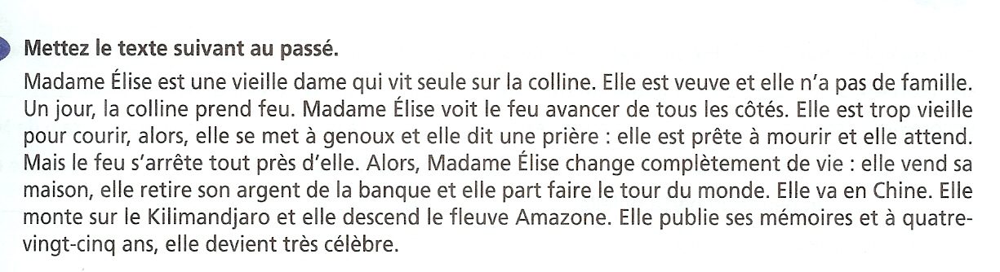 Mettez le texte suivant au passé.
Madame Élise est une vieille dame qui vit seule sur la colline. Elle est veuve et elle n’a pas de famille.
Un jour, la colline prend feu. Madame Élise voit le feu avancer de tous les côtés. Elle est trop vieille
pour courir, alors, elle se met à genoux et elle dit une prière : elle est prête à mourir et elle attend.
Mais le feu s’arrête tout près d’elle. Alors, Madame Élise change complètement de vie : elle vend sa
maison, elle retire son argent de la banque et elle part faire le tour du monde. Elle va en Chine. Elle
monte sur le Kilimandjaro et elle descend le fleuve Amazone. Elle publie ses mémoires et à quatre-
vingt-cinq ans, elle devient très célèbre.